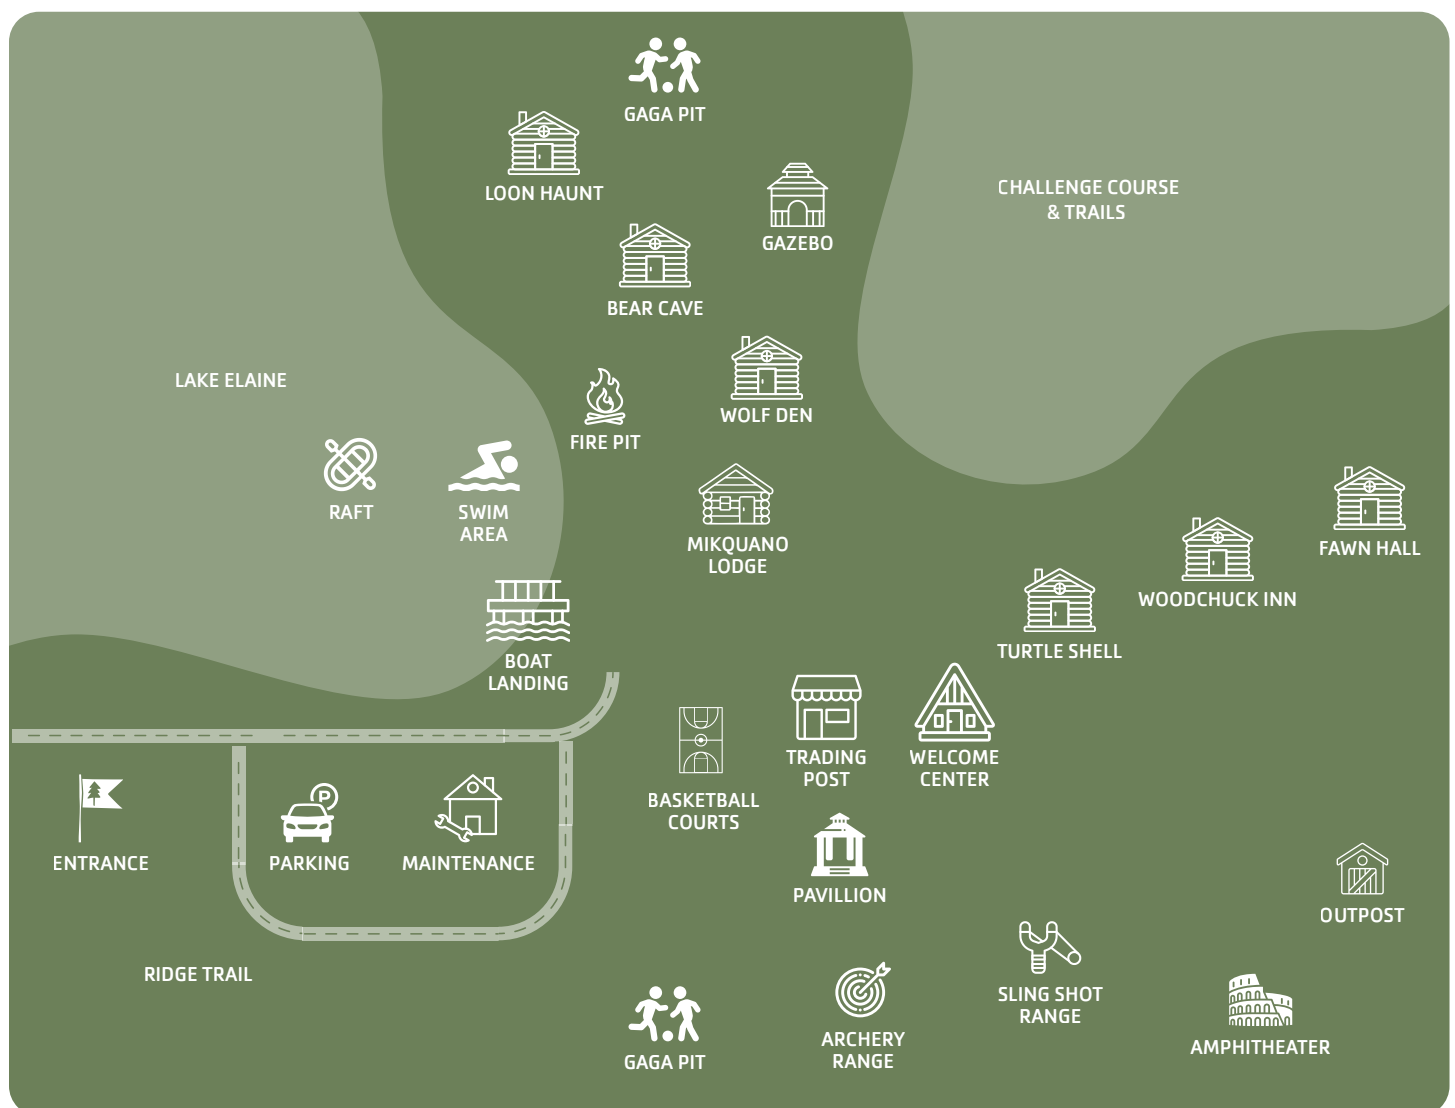 GAGA PIT
LOON HAUNT
CHALLENGE COURSE
& TRAILS
GAZEBO
BEAR CAVE
LAKE ELAINE
WOLF DEN
FIRE PIT
RAFT
SWIM
AREA
MIKQUANO
LODGE
FAWN HALL
WOODCHUCK INN
TURTLE SHELL
BOAT
LANDING
TRADING
POST
WELCOME
CENTER
BASKETBALL
COURTS
P
ENTRANCE
PARKING
MAINTENANCE
PAVILLION
OUTPOST
RIDGE TRAIL
SLING SHOT
RANGE
ARCHERY
RANGE
AMPHITHEATER
GAGA PIT